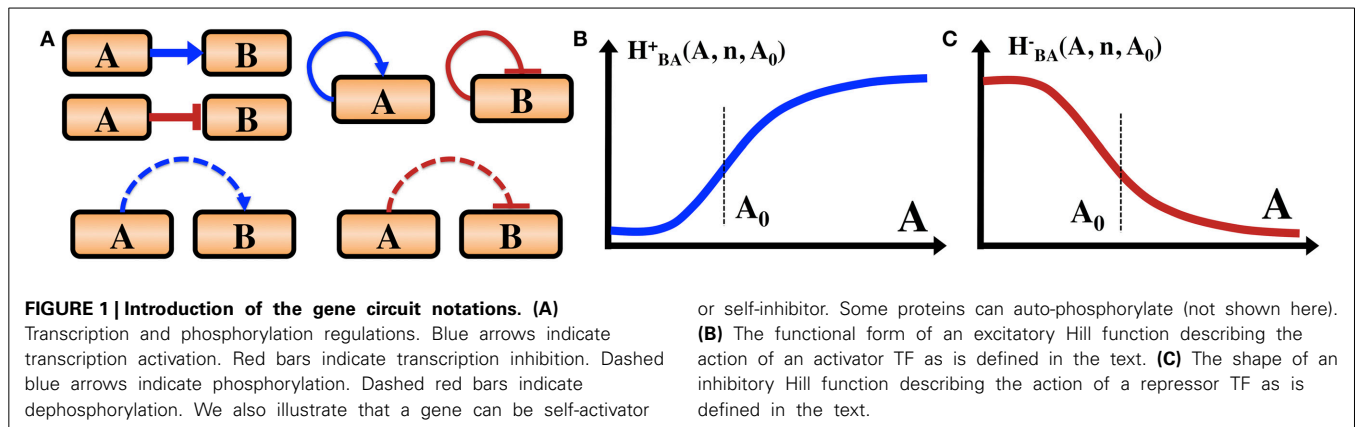 A
A B
A B
A
B
A B
A B
B
H⁺BA(A, n, A₀)
A₀
A
C
H⁻BA(A, n, A₀)
A₀
A
FIGURE 1 | Introduction of the gene circuit notations. (A)
Transcription and phosphorylation regulations. Blue arrows indicate
transcription activation. Red bars indicate transcription inhibition. Dashed
blue arrows indicate phosphorylation. Dashed red bars indicate
dephosphorylation. We also illustrate that a gene can be self-activator
or self-inhibitor. Some proteins can auto-phosphorylate (not shown here).
(B) The functional form of an excitatory Hill function describing the
action of an activator TF as is defined in the text. (C) The shape of an
inhibitory Hill function describing the action of a repressor TF as is
defined in the text.